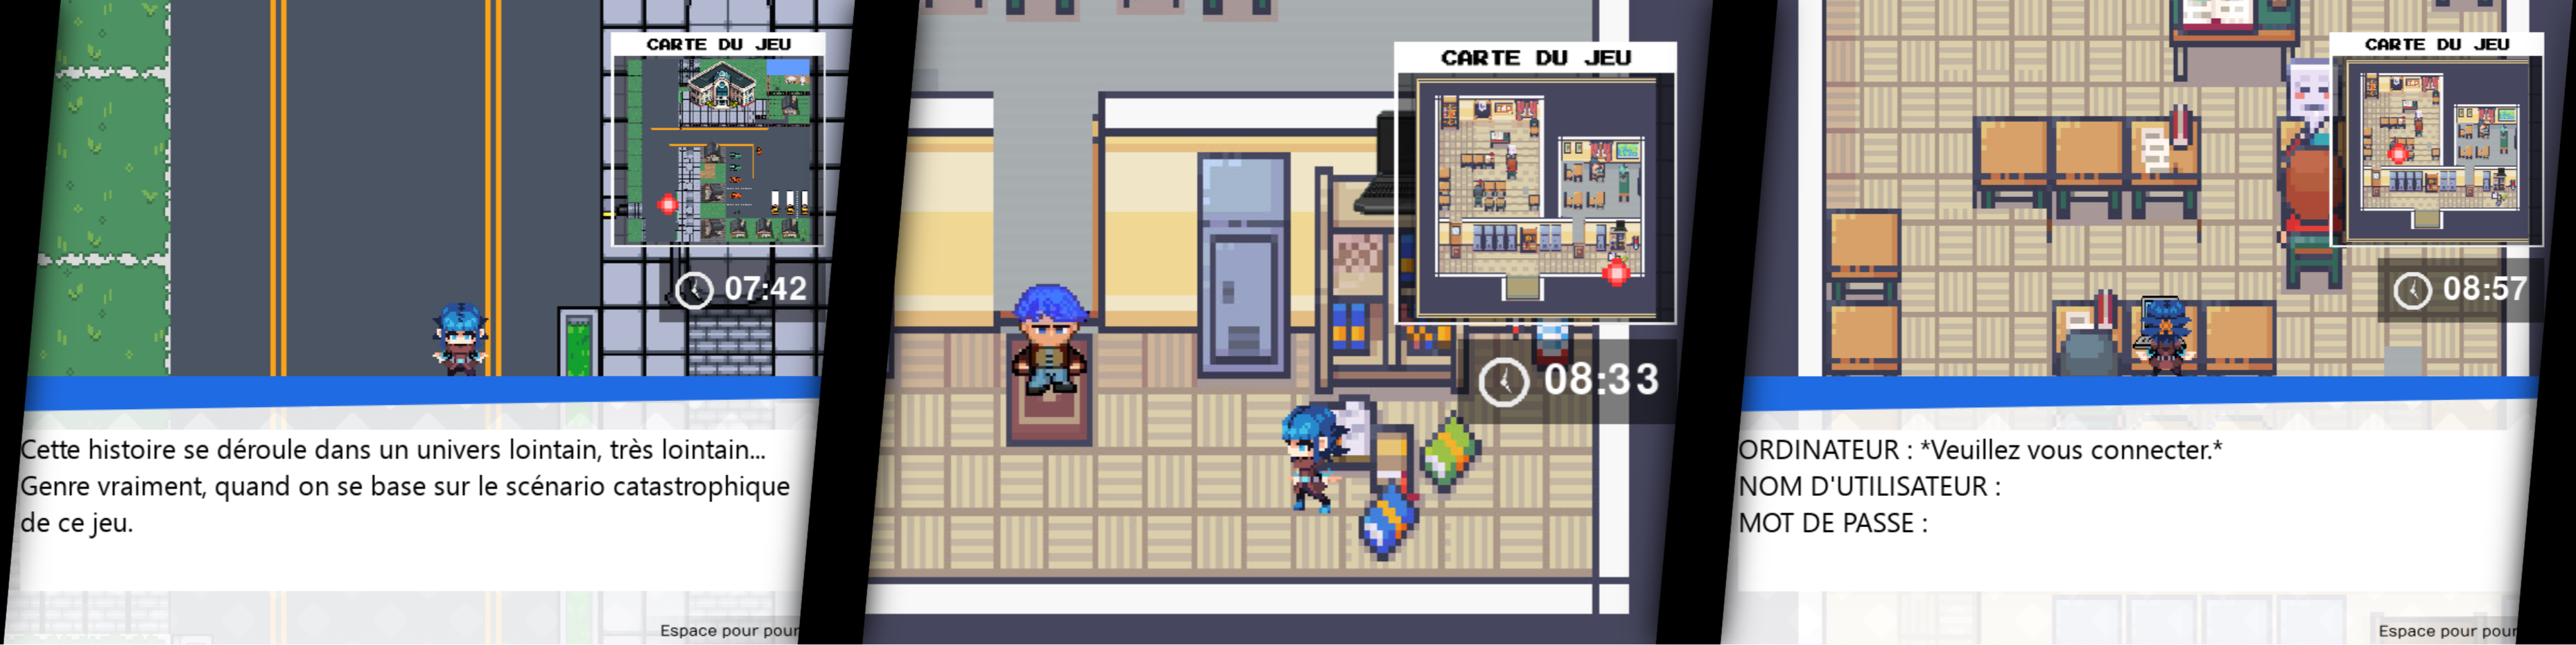 CARTE DU JEU
07:42
Cette histoire se déroule dans un univers lointain, très lointain...
Genre vraiment, quand on se base sur le scénario catastrophique
de ce jeu.
Espace pour pour
CARTE DU JEU
08:33
CARTE DU JEU
08:57
ORDINATEUR : *Veuillez vous connecter.*
NOM D'UTILISATEUR :
MOT DE PASSE :
Espace pour pour